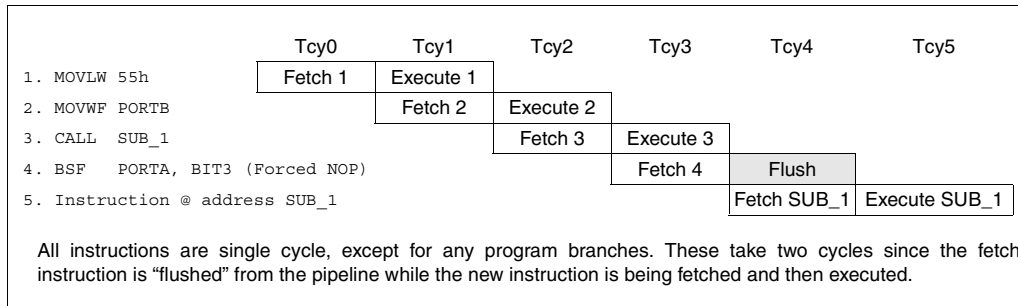 Tcy0 Tcy1 Tcy2 Tcy3 Tcy4 Tcy5
1. MOVLW 55h Fetch 1 Execute 1
2. MOVWF PORTB Fetch 2 Execute 2
3. CALL SUB_1 Fetch 3 Execute 3
4. BSF PORTA, BIT3 (Forced NOP) Fetch 4 Flush
5. Instruction @ address SUB_1 Fetch SUB_1 Execute SUB_1
All instructions are single cycle, except for any program branches. These take two cycles since the fetch
instruction is “flushed” from the pipeline while the new instruction is being fetched and then executed.